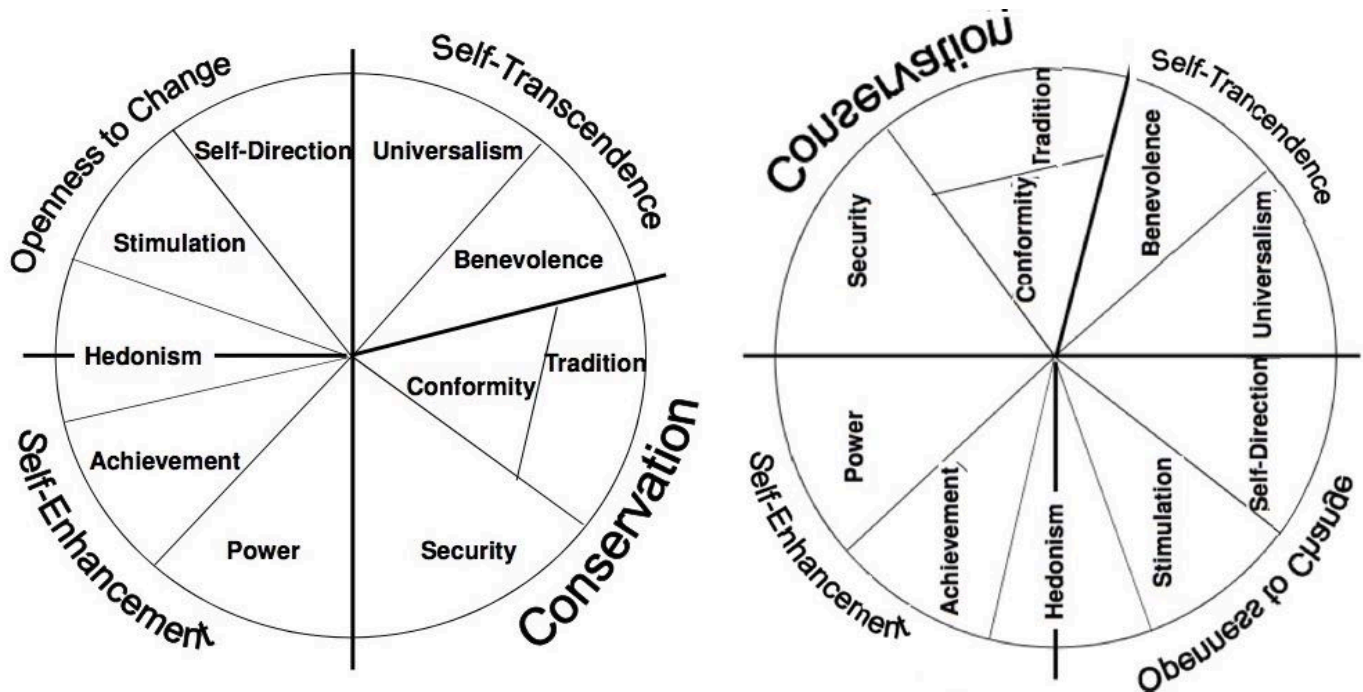 Openness to Change
Self-Transcendence
Self-Direction
Universalism
Stimulation
Benevolence
Hedonism
Conformity
Tradition
Achievement
Power
Security
Self-Enhancement
Conservation
Conservation
Self-Trancendence
Tradition
Benevolence
Security
Conformity
Universalism
Power
Self-Direction
Achievement
Hedonism
Stimulation
Self-Enhancement
Openness to Change